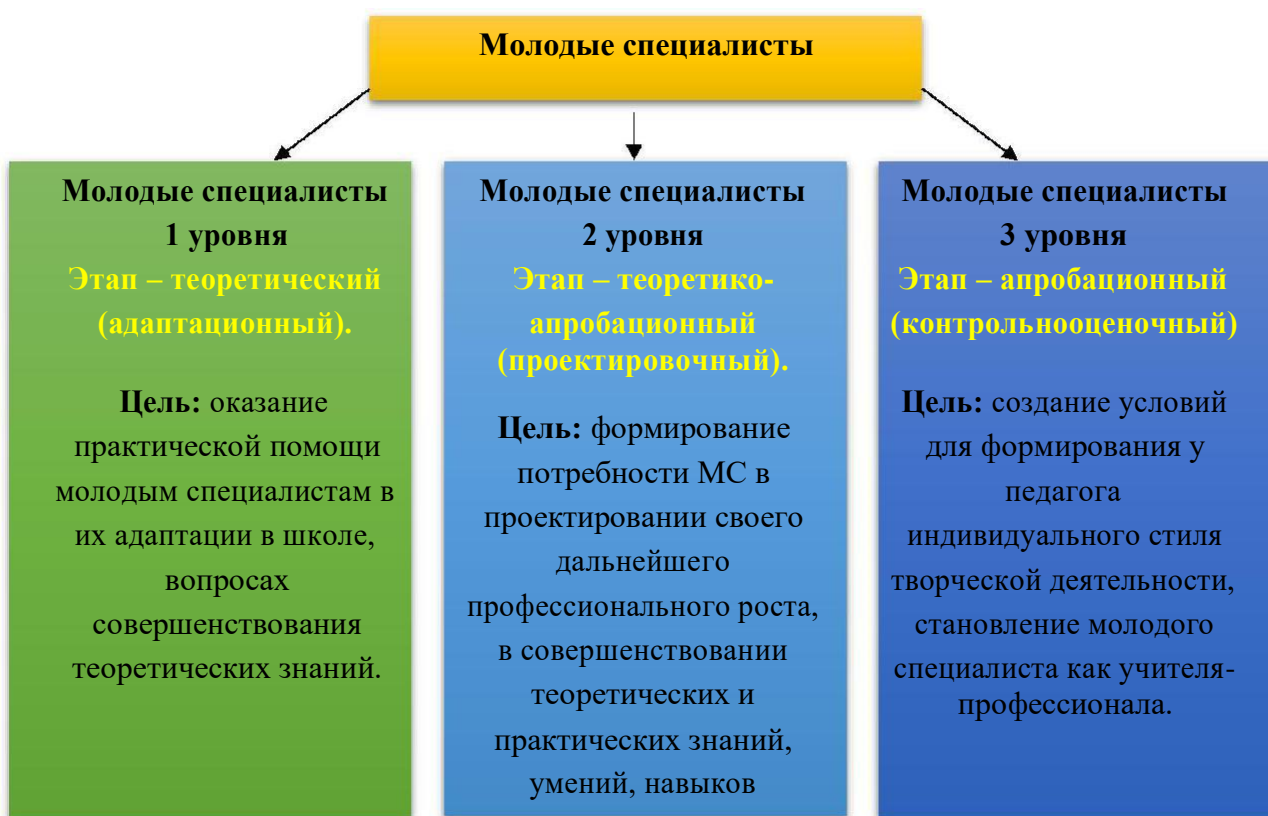 Молодые специалисты
Молодые специалисты
1 уровня
Этап – теоретический
(адаптационный).
Цель: оказание
практической помощи
молодым специалистам в
их адаптации в школе,
вопросах
совершенствования
теоретических знаний.
Молодые специалисты
2 уровня
Этап – теоретико-
апробационный
(проектировочный).
Цель: формирование
потребности МС в
проектировании своего
дальнейшего
профессионального роста,
в совершенствовании
теоретических и
практических знаний,
умений, навыков
Молодые специалисты
3 уровня
Этап – апробационный
(контрольнооценочный)
Цель: создание условий
для формирования у
педагога
индивидуального стиля
творческой деятельности,
становление молодого
специалиста как учителя-
профессионала.